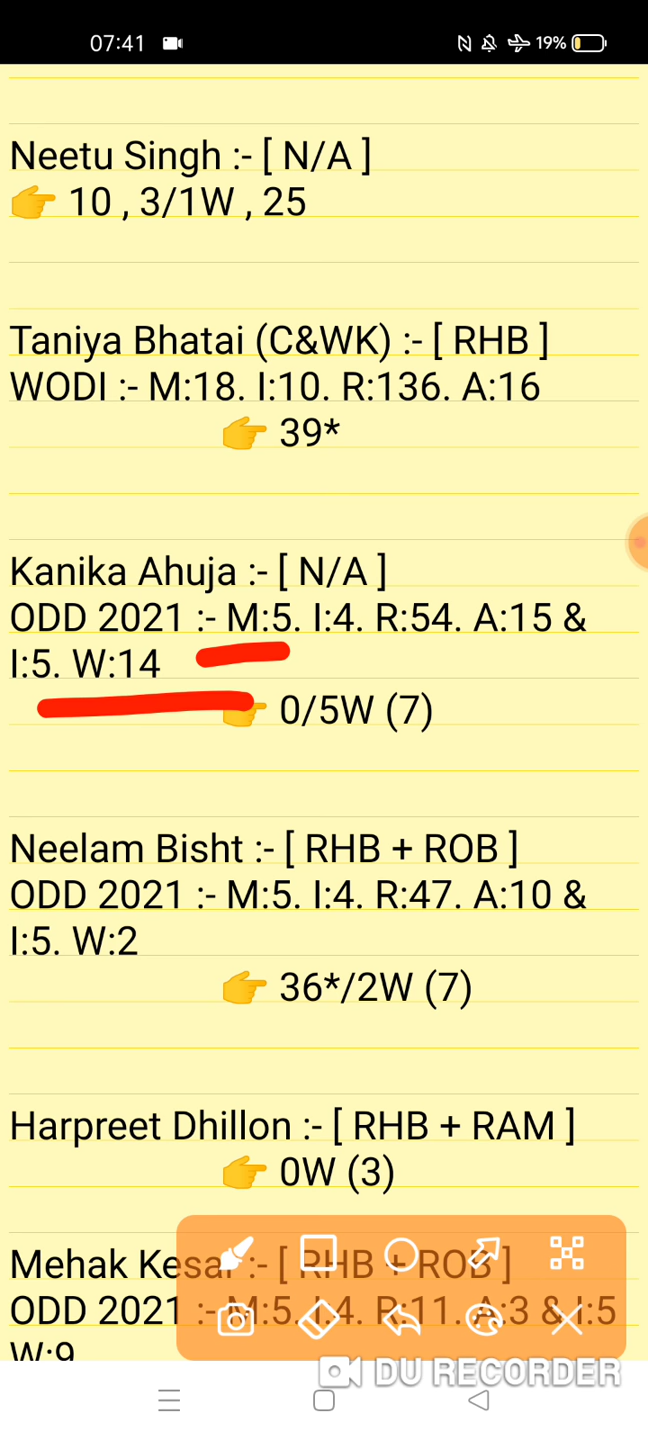 07:41 19%
Neetu Singh :- [ N/A ]
👉 10 , 3/1W , 25
Taniya Bhatai (C&WK) :- [ RHB ]
WODI :- M:18. I:10. R:136. A:16
👉 39*
Kanika Ahuja :- [ N/A ]
ODD 2021 :- M:5. I:4. R:54. A:15 &
I:5. W:14
👉 0/5W (7)
Neelam Bisht :- [ RHB + ROB ]
ODD 2021 :- M:5. I:4. R:47. A:10 &
I:5. W:2
👉 36*/2W (7)
Harpreet Dhillon :- [ RHB + RAM ]
👉 0W (3)
Mehak Kesar :- [ RHB + ROB ]
ODD 2021 :- M:5. I:4. R:11. A:3 & I:5
W:9
DU RECORDER